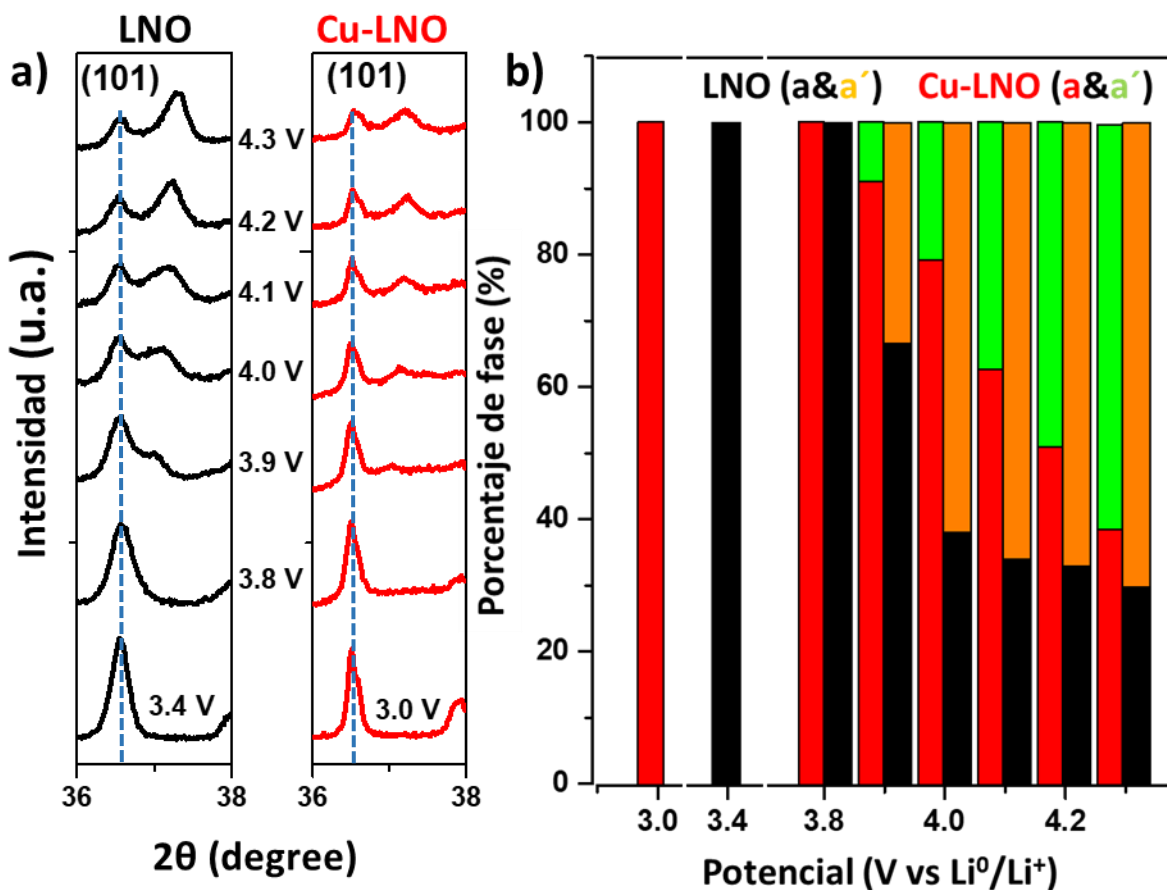 LNO
Cu-LNO
a)
(101)
(101)
4.3 V
4.2 V
4.1 V
4.0 V
3.9 V
3.8 V
3.4 V
3.0 V
Intensidad (u.a.)
36
38
36
38
2θ (degree)
b)
LNO (a&a´)
Cu-LNO (a&a´)
100
80
60
40
20
0
Porcentaje de fase (%)
3.0
3.4
3.8
4.0
4.2
Potencial (V vs Li⁰/Li⁺)